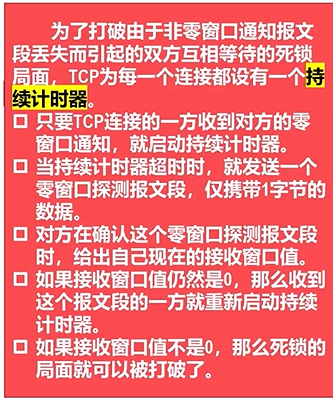 为了打破由于非零窗口通知报文
段丢失而引起的双方互相等待的死锁
局面，TCP为每一个连接都设有一个持
续计时器。
□ 只要TCP连接的一方收到对方的零
窗口通知，就启动持续计时器。
□ 当持续计时器超时时，就发送一个
零窗口探测报文段，仅携带1字节的
数据。
□ 对方在确认这个零窗口探测报文段
时，给出自己现在的接收窗口值。
□ 如果接收窗口值仍然是0，那么收到
这个报文段的一方就重新启动持续
计时器。
□ 如果接收窗口值不是0，那么死锁的
局面就可以被打破了。